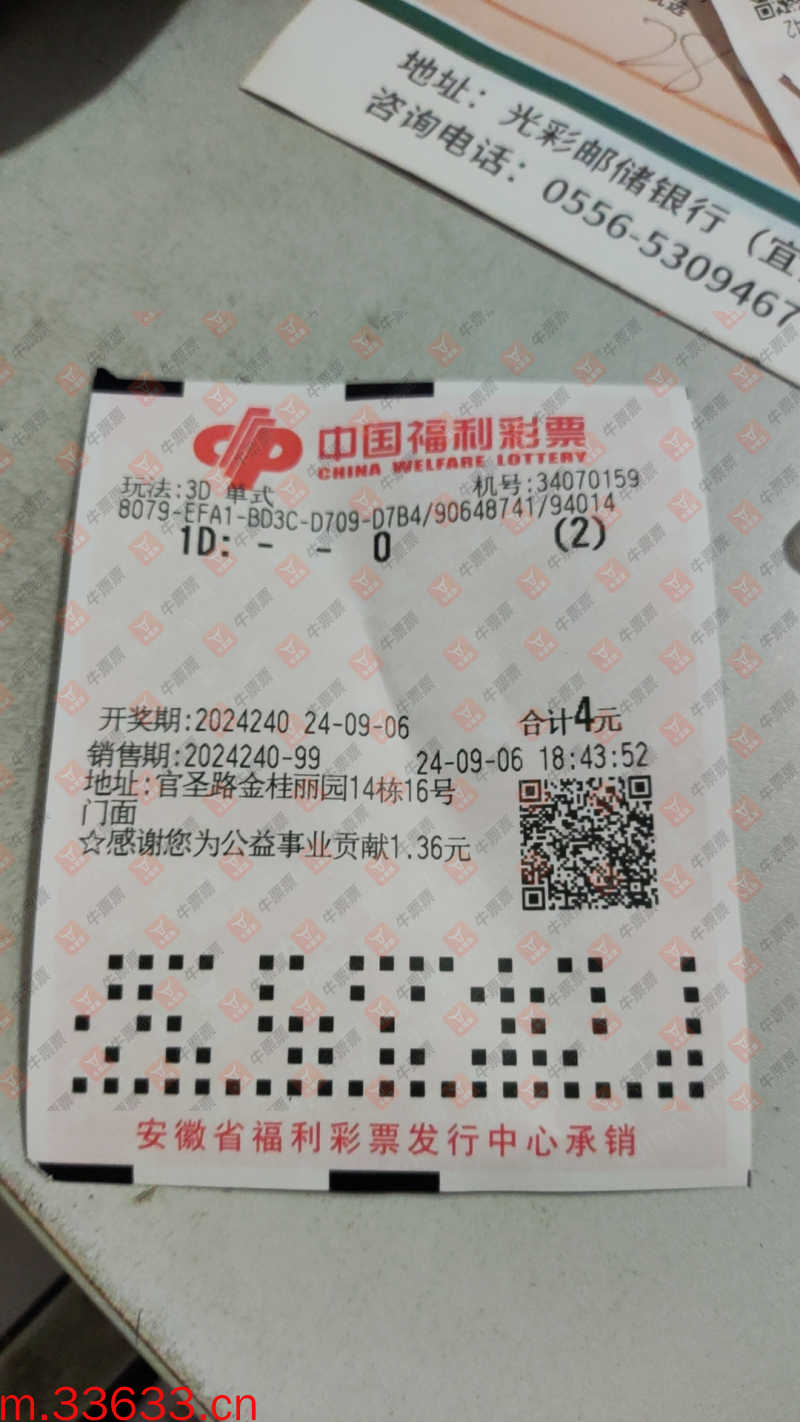 28
地址：光彩邮储银行（宜
咨询电话：0556-5309467
中国福利彩票
CHINA WELFARE LOTTERY
玩法:3D 单式 机号:34070159
8079-EFA1-BD3C-D709-D7B4/90648741/94014
1D: - - 0 (2)
开奖期:2024240 24-09-06 合计4元
销售期:2024240-99 24-09-06 18:43:52
地址:官圣路金桂丽园14栋16号
门面
☆感谢您为公益事业贡献1.36元
安徽省福利彩票发行中心承销
牛票票
m.33633.cn